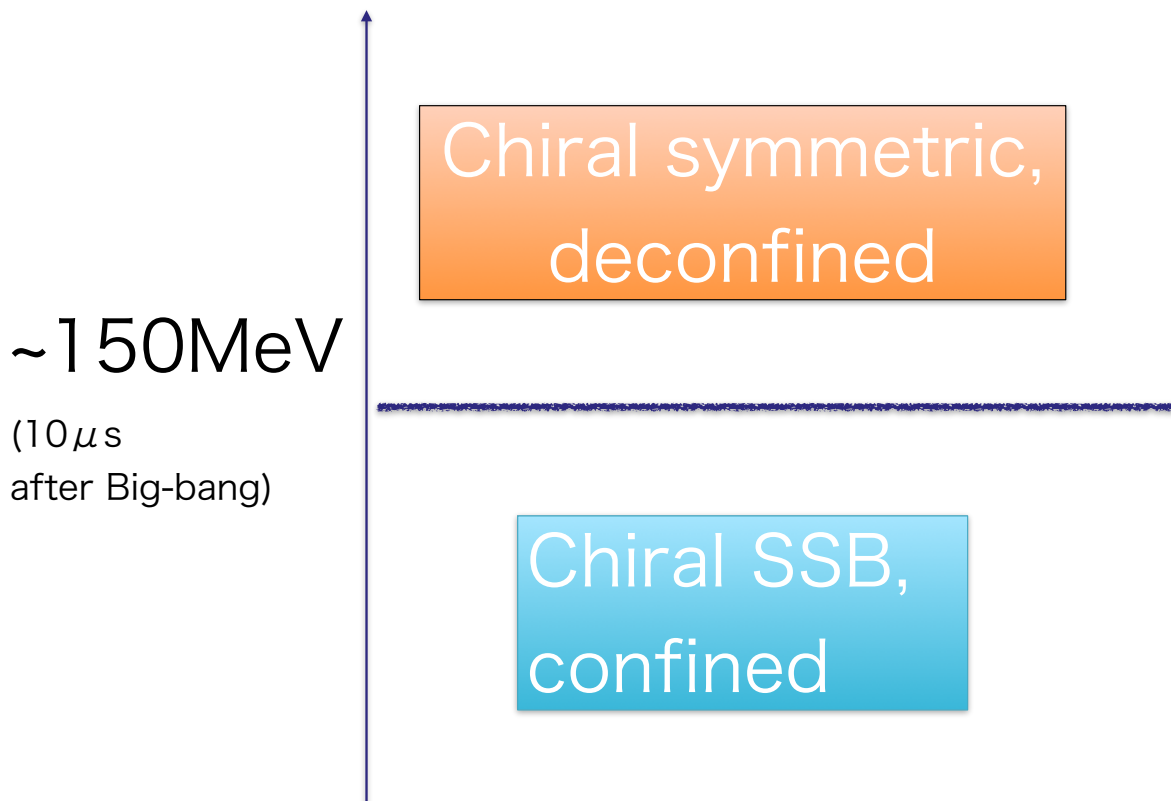 Chiral symmetric,
deconfined
~150MeV
(10μs
after Big-bang)
Chiral SSB,
confined